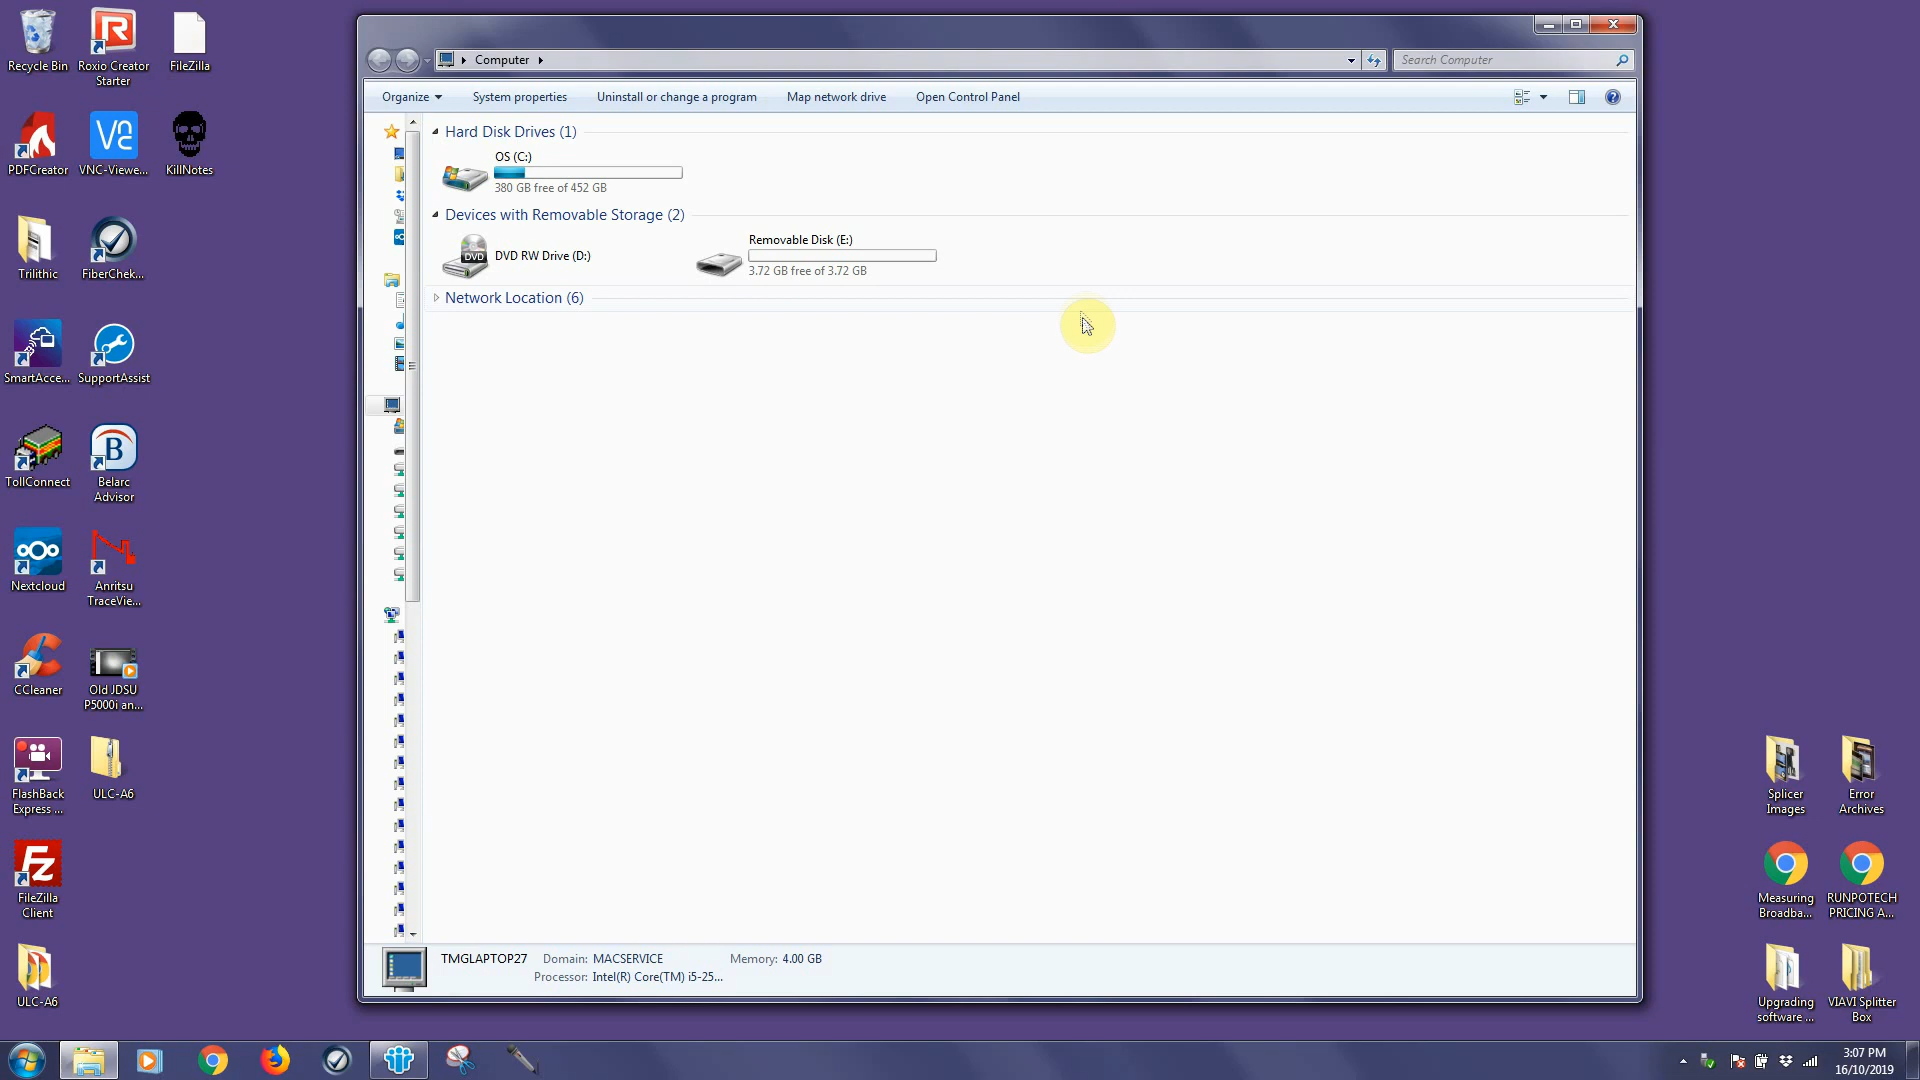 Recycle Bin
Roxio Creator
Starter
FileZilla
PDFCreator
VNC-Viewe...
KillNotes
Trilithic
FiberChek...
SmartAcce...
SupportAssist
TollConnect
Belarc
Advisor
Nextcloud
Anritsu
TraceVie...
CCleaner
Old JDSU
P5000i an...
FlashBack
Express ...
ULC-A6
FileZilla
Client
ULC-A6
Computer
Search Computer
Organize
System properties
Uninstall or change a program
Map network drive
Open Control Panel
Hard Disk Drives (1)
OS (C:)
380 GB free of 452 GB
Devices with Removable Storage (2)
DVD
DVD RW Drive (D:)
Removable Disk (E:)
3.72 GB free of 3.72 GB
Network Location (6)
TMGLAPTOP27
Domain: MACSERVICE
Memory: 4.00 GB
Processor: Intel(R) Core(TM) i5-25...
Splicer
Images
Error
Archives
Measuring
Broadba...
RUNPOTECH
PRICING A...
Upgrading
software ...
VIAVI Splitter
Box
3:07 PM
16/10/2019